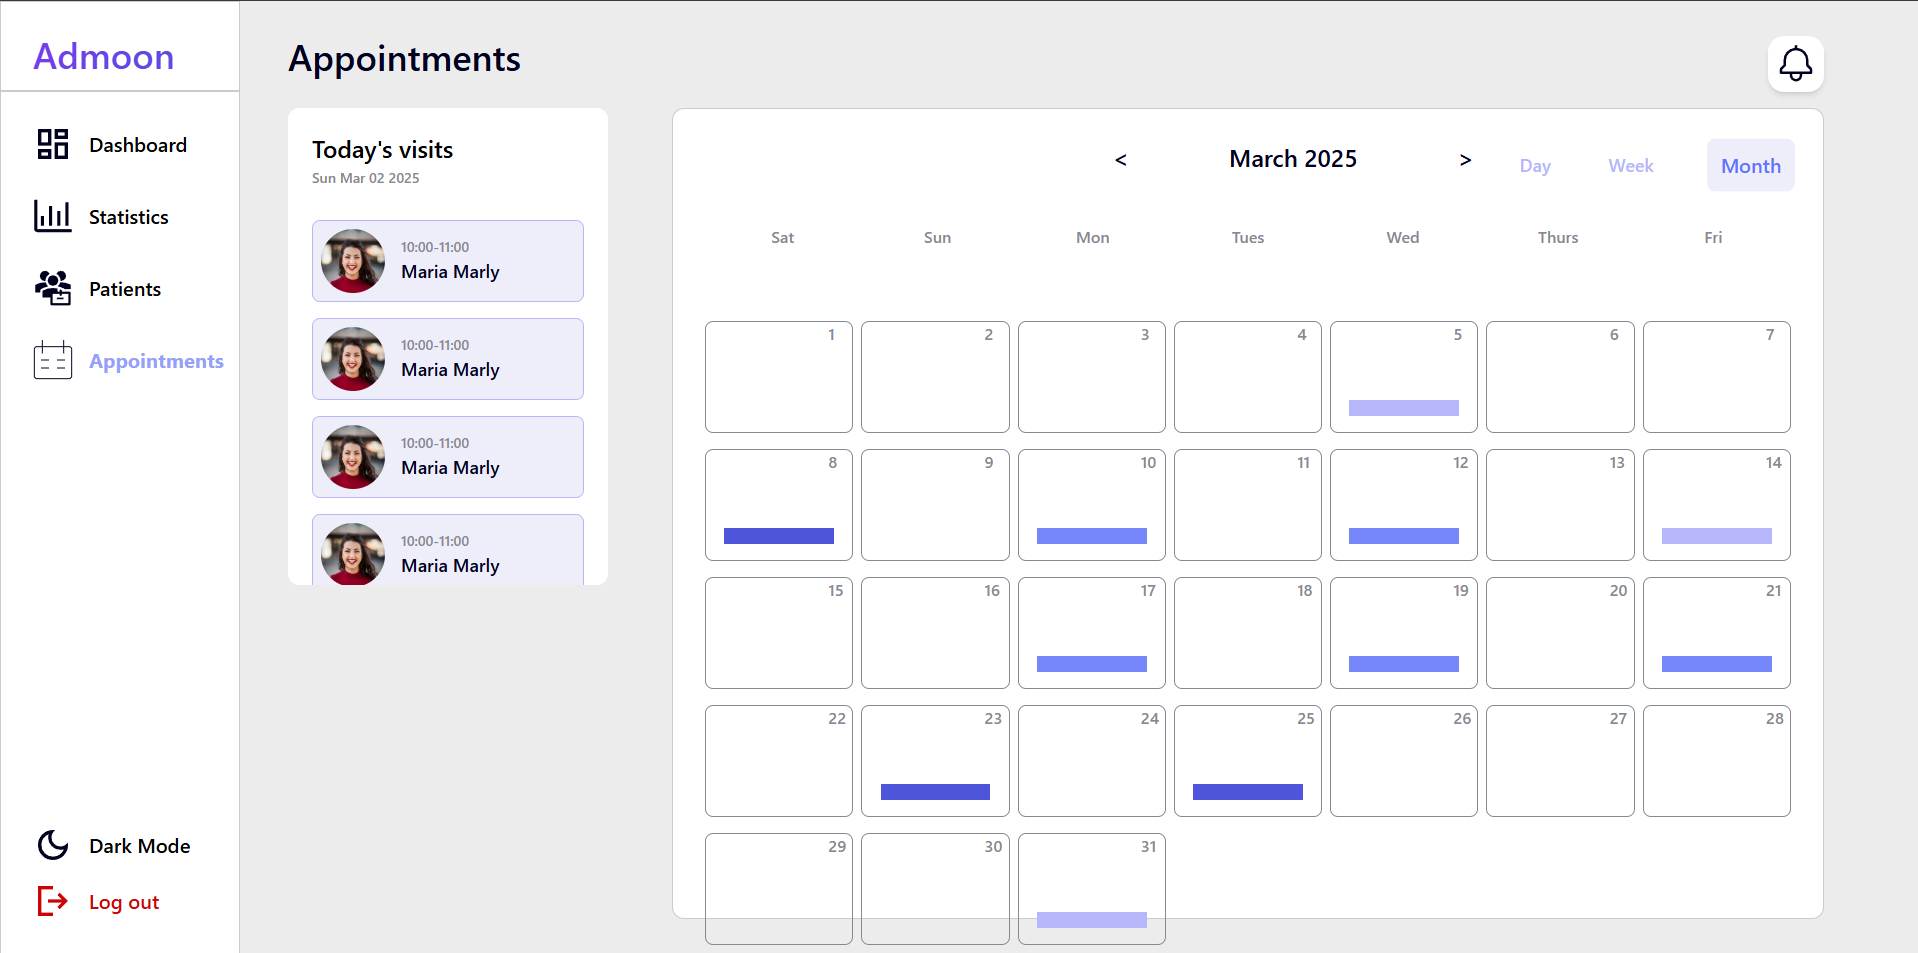 Admoon
Dashboard
Statistics
Patients
Appointments
Dark Mode
Log out
Appointments
Today's visits
Sun Mar 02 2025
10:00-11:00
Maria Marly
10:00-11:00
Maria Marly
10:00-11:00
Maria Marly
10:00-11:00
Maria Marly
< March 2025 > Day Week Month
Sat Sun Mon Tues Wed Thurs Fri
1 2 3 4 5 6 7
8 9 10 11 12 13 14
15 16 17 18 19 20 21
22 23 24 25 26 27 28
29 30 31